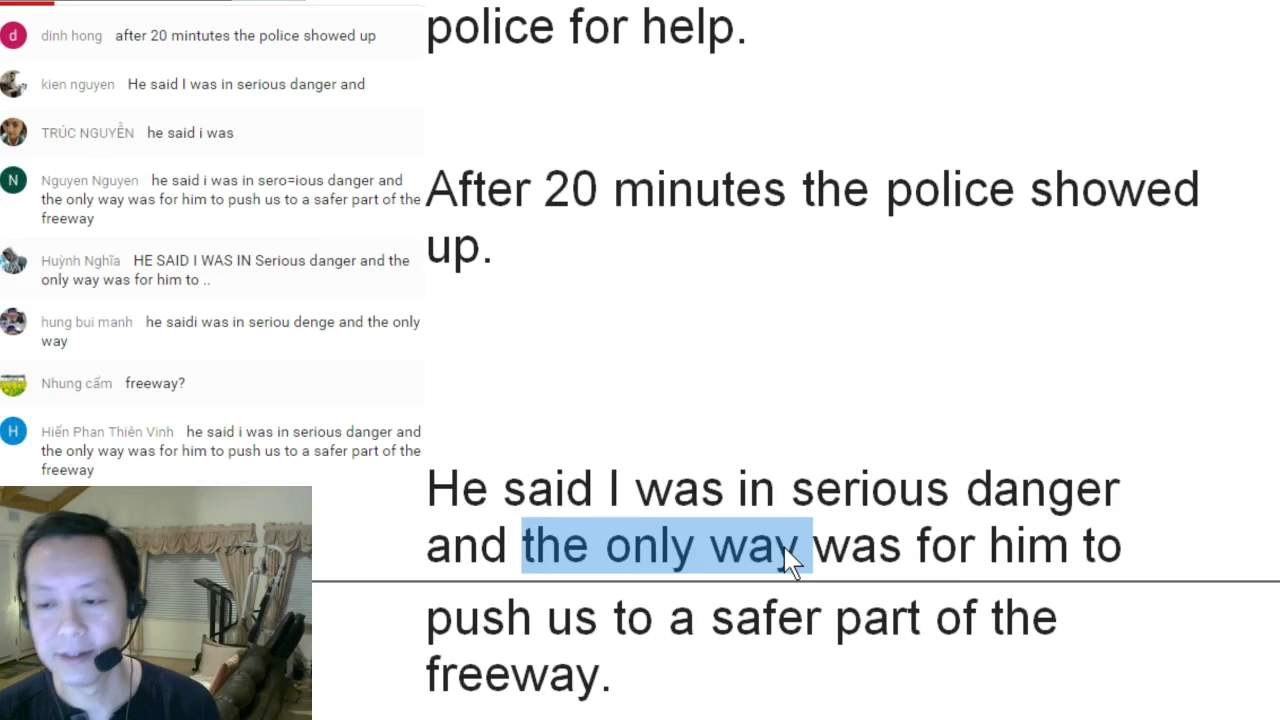 dinh hong after 20 mintutes the police showed up
kien nguyen He said I was in serious danger and
TRÚC NGUYỄN he said i was
N
Nguyen Nguyen he said i was in sero=ious danger and
the only way was for him to push us to a safer part of the
freeway
Huỳnh Nghĩa HE SAID I WAS IN Serious danger and the
only way was for him to ..
hung bui manh he saidi was in seriou denge and the only
way
Nhung cẩm freeway?
H
Hiển Phan Thiên Vinh he said i was in serious danger and
the only way was for him to push us to a safer part of the
freeway
d
police for help.
After 20 minutes the police showed
up.
He said I was in serious danger
and the only way was for him to
push us to a safer part of the
freeway.